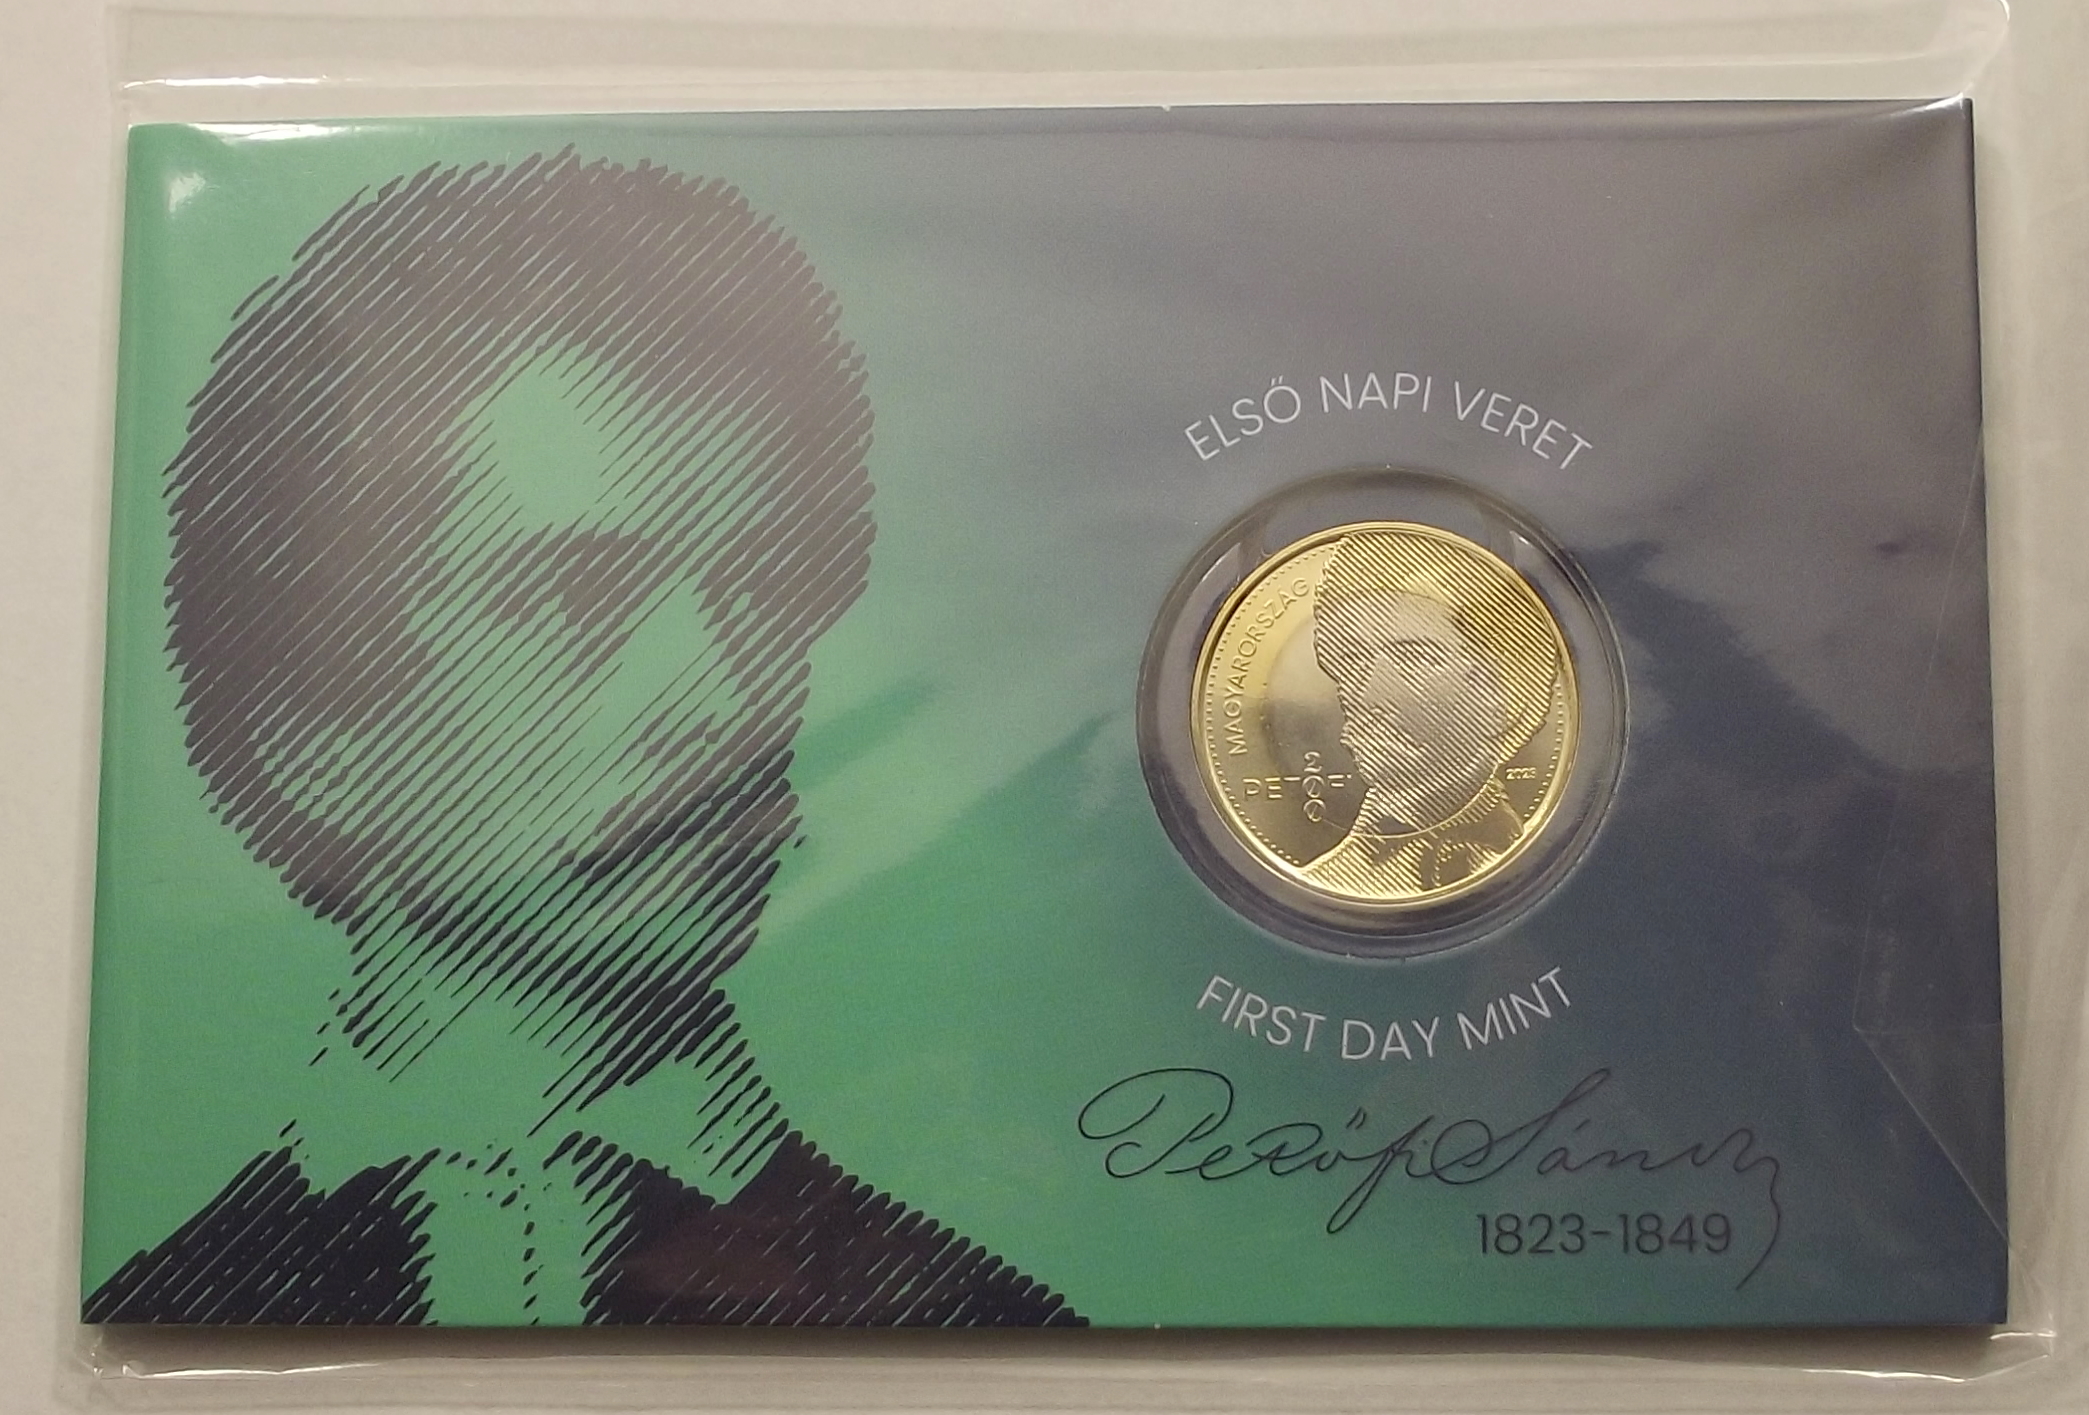 ELSŐ NAPI VERET
MAGYARORSZÁG
200
PETŐFI
2023
FIRST DAY MINT
Petőfi Sándor
1823-1849